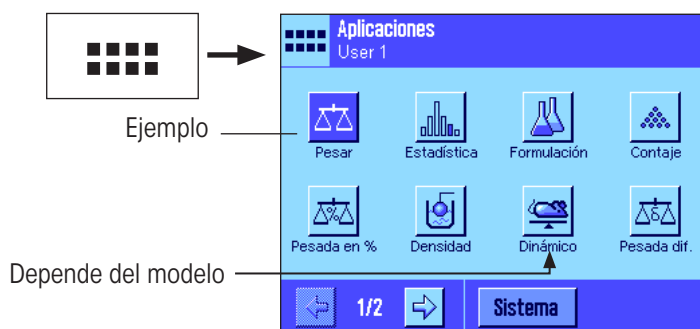 Aplicaciones
User 1
Ejemplo
Pesar
Estadística
Formulación
Contaje
Pesada en %
Densidad
Dinámico
Pesada dif.
Depende del modelo
1/2
Sistema